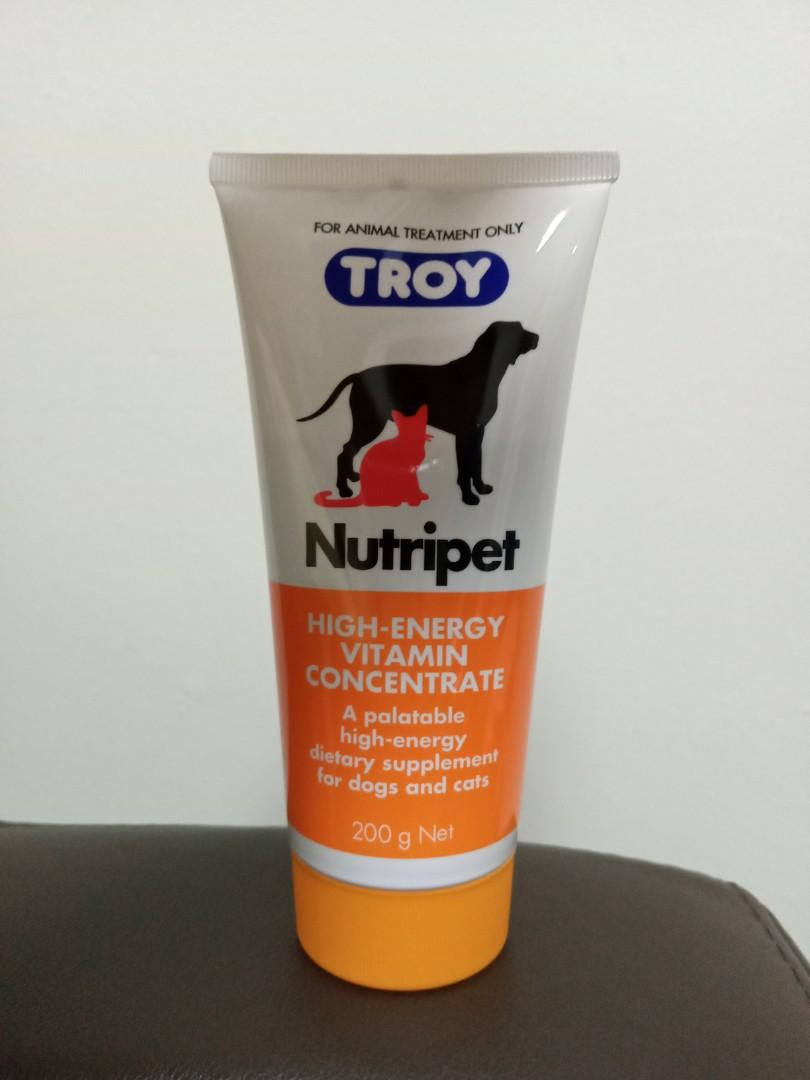 FOR ANIMAL TREATMENT ONLY
TROY
Nutripet
HIGH-ENERGY
VITAMIN
CONCENTRATE
A palatable
high-energy
dietary supplement
for dogs and cats
200 g Net